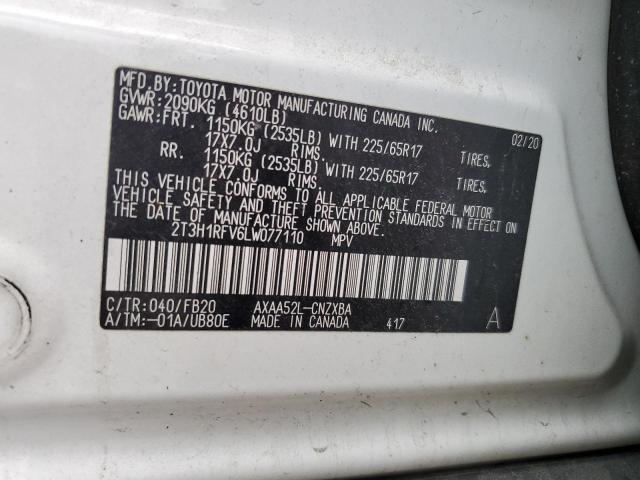 MFD.BY:TOYOTA MOTOR MANUFACTURING CANADA INC.
GVWR:2090KG (4610LB) 02/20
GAWR:FRT. 1150KG (2535LB) WITH 225/65R17 TIRES,
17X7.0J RIMS.
RR. 1150KG (2535LB) WITH 225/65R17 TIRES,
17X7.0J RIMS.
THIS VEHICLE CONFORMS TO ALL APPLICABLE FEDERAL MOTOR
VEHICLE SAFETY AND THEFT PREVENTION STANDARDS IN EFFECT ON
THE DATE OF MANUFACTURE SHOWN ABOVE.
2T3H1RFV6LW077110 MPV
C/TR:040/FB20 AXAA52L-CNZXBA
A/TM:-01A/UB80E MADE IN CANADA 417 A